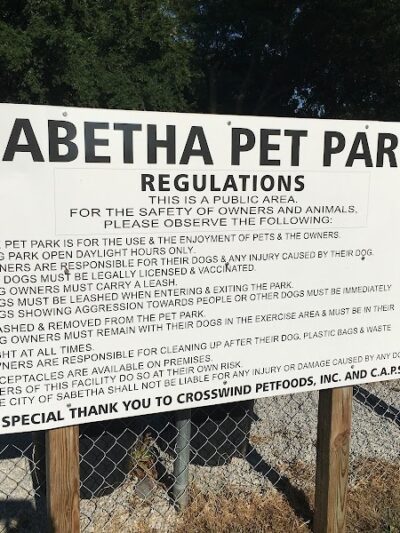 ABETHA PET PAR
REGULATIONS
THIS IS A PUBLIC AREA.
FOR THE SAFETY OF OWNERS AND ANIMALS,
PLEASE OBSERVE THE FOLLOWING:
PET PARK IS FOR THE USE & THE ENJOYMENT OF PETS & THE OWNERS.
G PARK OPEN DAYLIGHT HOURS ONLY.
NERS ARE RESPONSIBLE FOR THEIR DOGS & ANY INJURY CAUSED BY THEIR DOG.
DOGS MUST BE LEGALLY LICENSED & VACCINATED.
G OWNERS MUST CARRY A LEASH.
GS MUST BE LEASHED WHEN ENTERING & EXITING THE PARK.
GS SHOWING AGGRESSION TOWARDS PEOPLE OR OTHER DOGS MUST BE IMMEDIATELY
ASHED & REMOVED FROM THE PET PARK.
G OWNERS MUST REMAIN WITH THEIR DOGS IN THE EXERCISE AREA & MUST BE IN THEIR
GHT AT ALL TIMES.
WNERS ARE RESPONSIBLE FOR CLEANING UP AFTER THEIR DOG. PLASTIC BAGS & WASTE
CEPTACLES ARE AVAILABLE ON PREMISES.
ERS OF THIS FACILITY DO SO AT THEIR OWN RISK.
E CITY OF SABETHA SHALL NOT BE LIABLE FOR ANY INJURY OR DAMAGE CAUSED BY ANY DO
SPECIAL THANK YOU TO CROSSWIND PETFOODS, INC. AND C.A.P.S